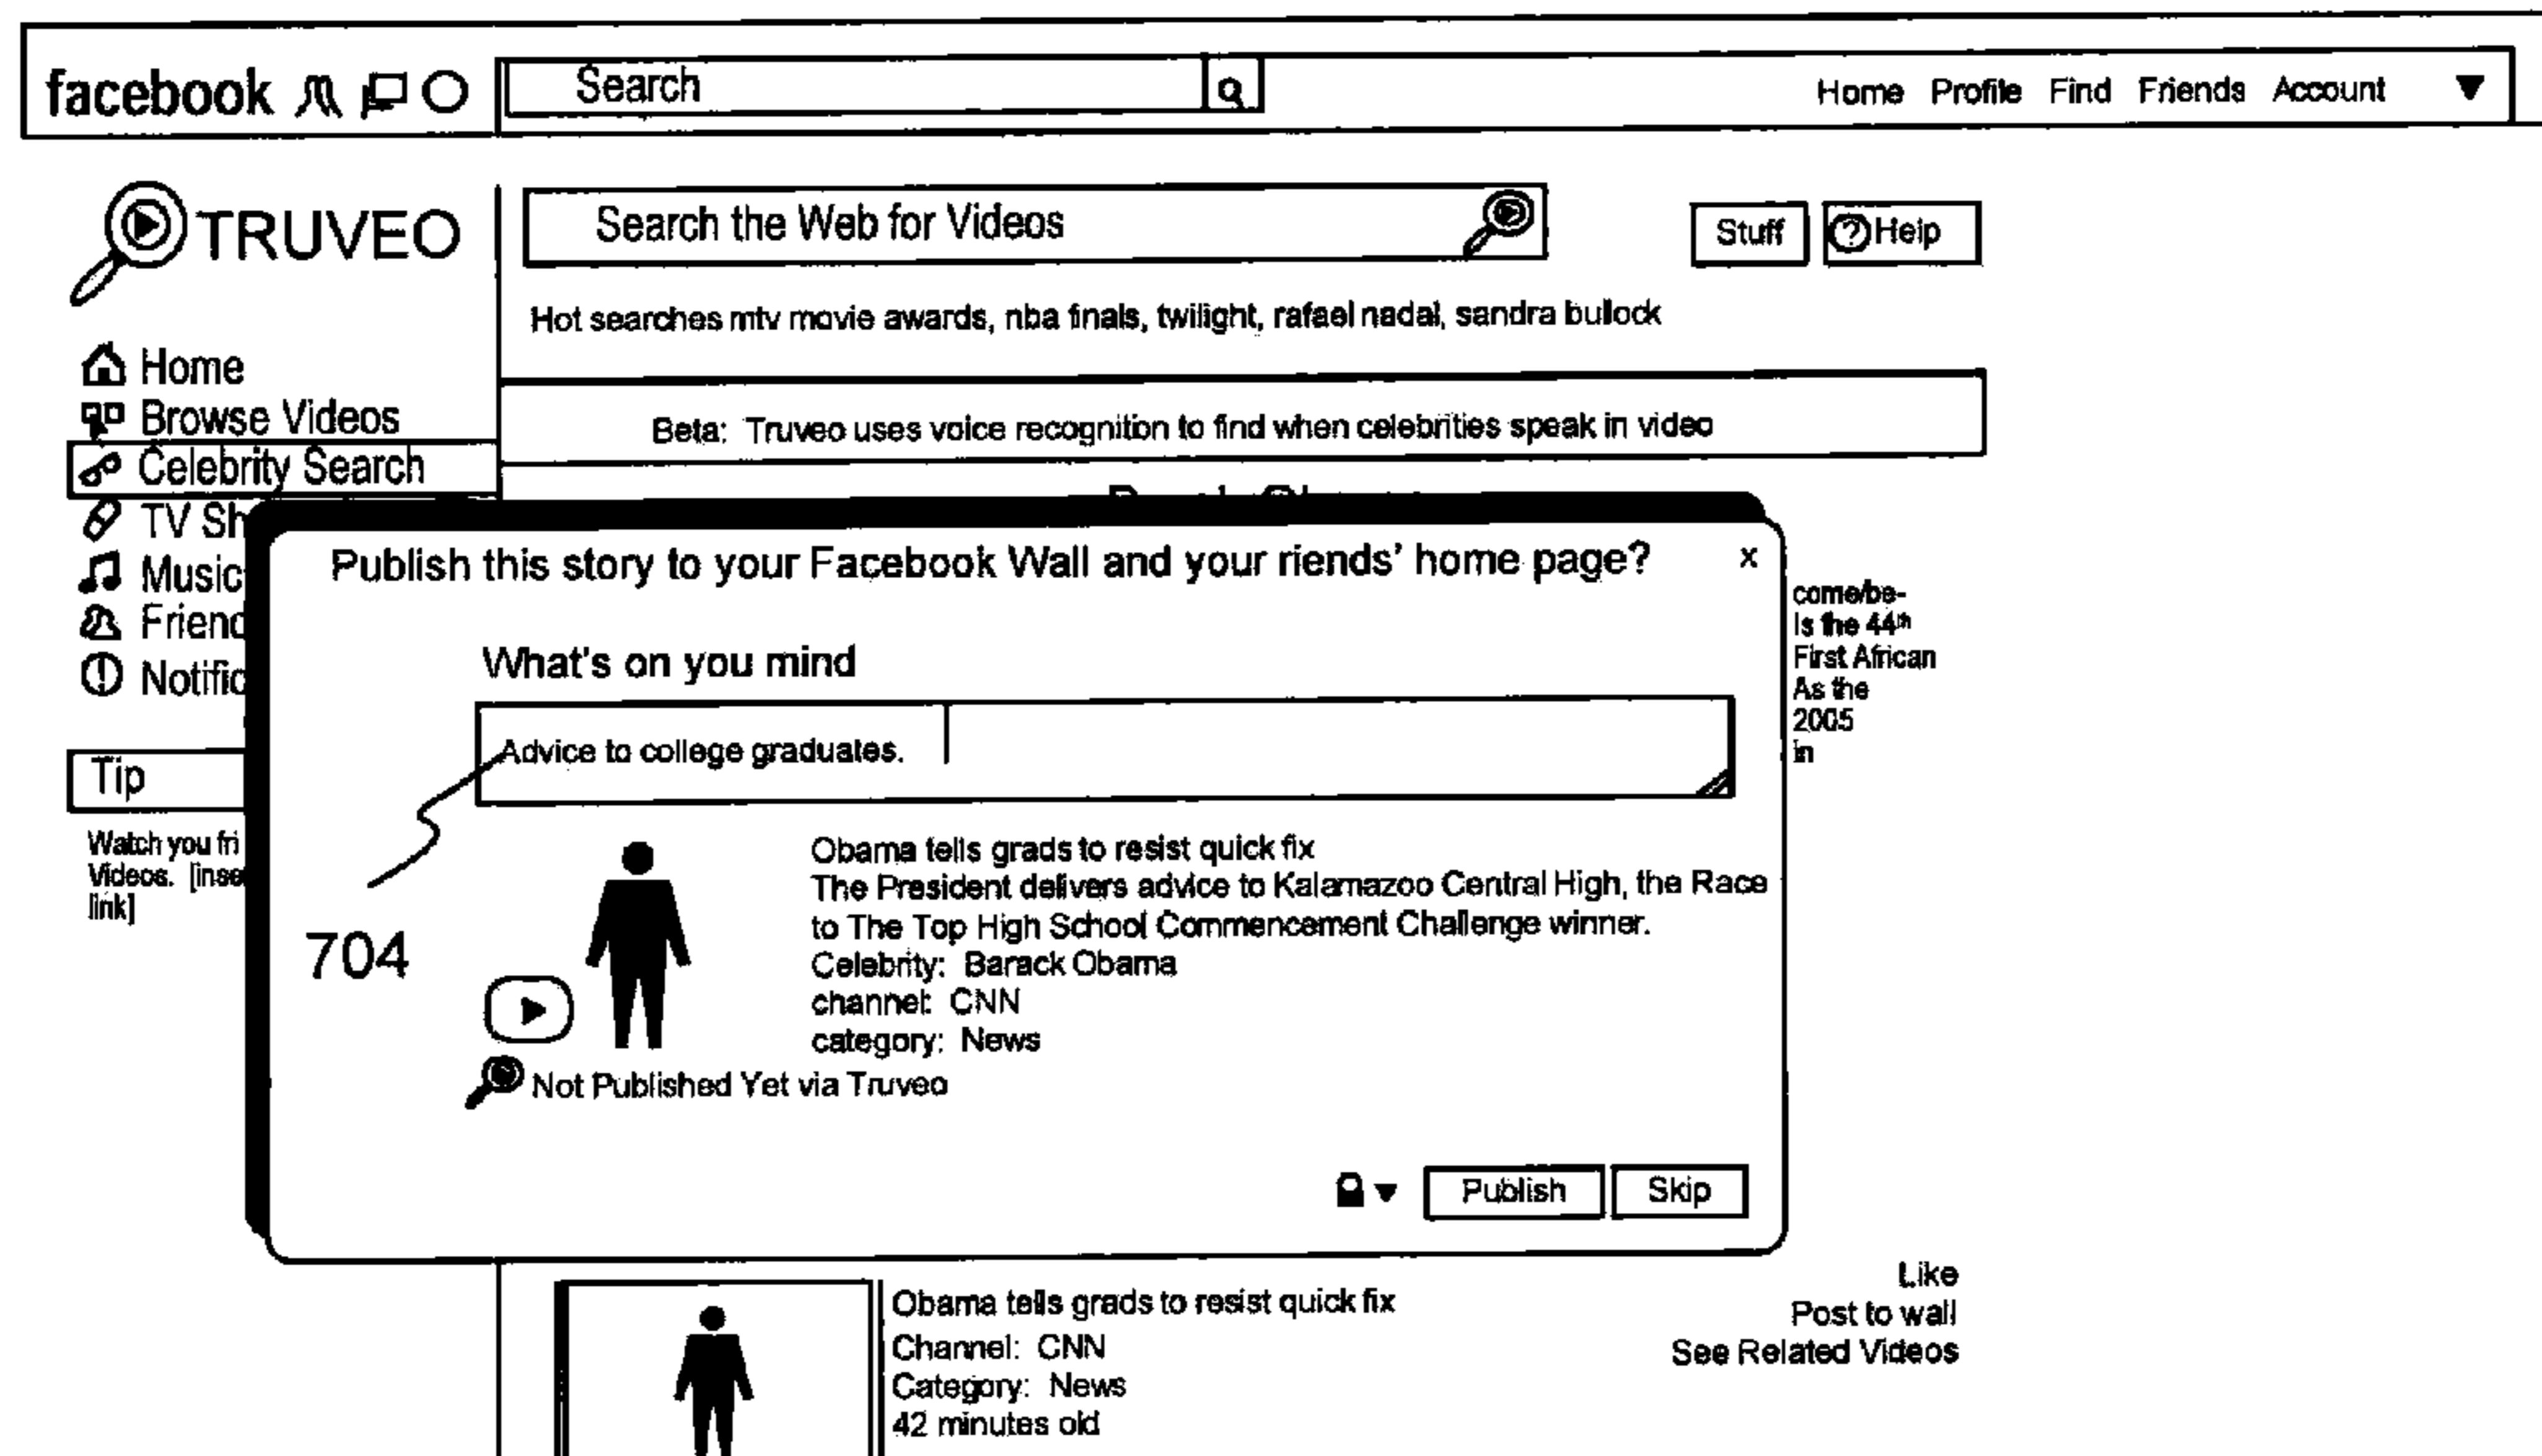 facebook Search Home Profile Find Friends Account
TRUVEO Search the Web for Videos Stuff Help
Hot searches mtv movie awards, nba finals, twilight, rafael nadal, sandra bullock
Home
Browse Videos
Beta: Truveo uses voice recognition to find when celebrities speak in video
Celebrity Search
TV Sh
Music
Friend
Notific
Publish this story to your Facebook Wall and your riends' home page? x
come/be-
Is the 44th
First African
As the
2005
in
What's on you mind
Advice to college graduates.
Tip
Watch you fri
Videos. [inse
link]
704
Obama tells grads to resist quick fix
The President delivers advice to Kalamazoo Central High, the Race
to The Top High School Commencement Challenge winner.
Celebrity: Barack Obama
channel: CNN
category: News
Not Published Yet via Truveo
Publish Skip
Obama tells grads to resist quick fix
Channel: CNN
Category: News
42 minutes old
Like
Post to wall
See Related Videos